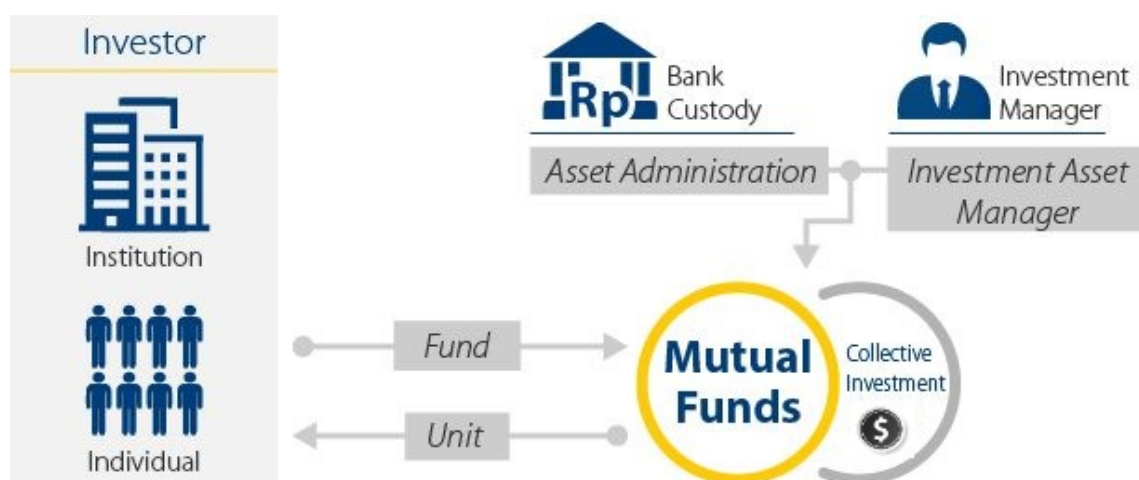 Investor
Institution
Individual
Rp
Bank
Custody
Asset Administration
Investment
Manager
Investment Asset
Manager
Fund
Unit
Mutual
Funds
Collective
Investment
$